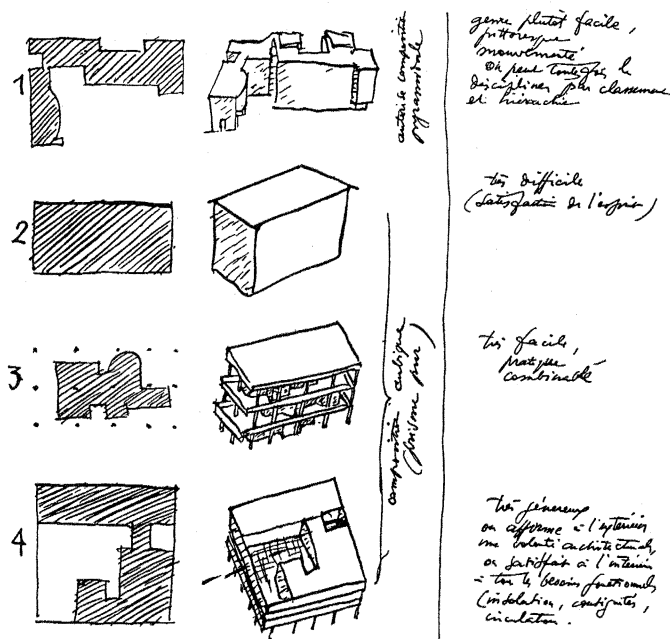 1
autorise composition
pyramidale
genre plutôt facile,
pittoresque
mouvementé
On peut toutefois le
discipliner par classement
et hiérarchie
2
très difficile
(satisfaction de l'esprit)
3
très facile,
pratique
combinable
composition cubique
(prisme pur)
4
très généreux
on affirme à l'extérieur
une volonté architecturale,
on satisfait à l'intérieur
à tous les besoins fonctionnels
(insolation, contiguïtés,
circulation.